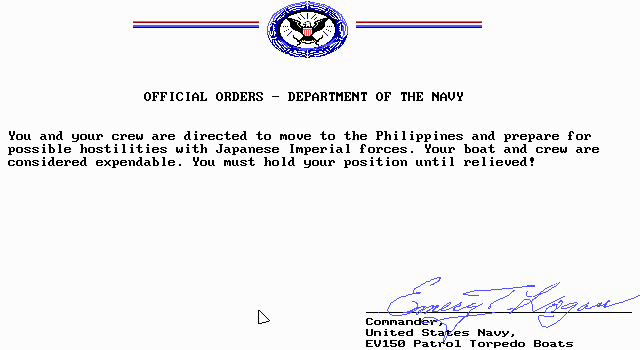 OFFICIAL ORDERS - DEPARTMENT OF THE NAVY
You and your crew are directed to move to the Philippines and prepare for
possible hostilities with Japanese Imperial forces. Your boat and crew are
considered expendable. You must hold your position until relieved!
Emery T. Hogan
Commander,
United States Navy,
EV150 Patrol Torpedo Boats